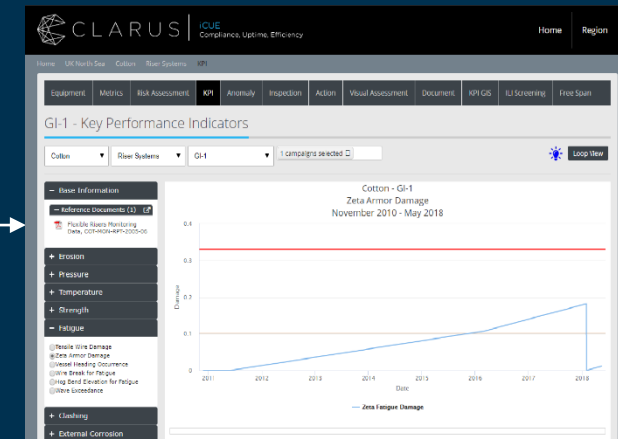 CLARUS iCUE
Compliance, Uptime, Efficiency
Home Region
Home UK North Sea Cotton Riser Systems KPI
Equipment Metrics Risk Assessment KPI Anomaly Inspection Action Visual Assessment Document KPI GIS ILI Screening Free Span
GI-1 - Key Performance Indicators
Cotton Riser Systems GI-1 1 campaigns selected Loop View
− Base Information
− Reference Documents (1)
Flexible Risers Monitoring
Data, COT-MON-RPT-2005-06
+ Erosion
+ Pressure
+ Temperature
+ Strength
− Fatigue
Tensile Wire Damage
Zeta Armor Damage
Vessel Heading Occurrence
Wire Break for Fatigue
Hog Bend Elevation for Fatigue
Wave Exceedance
+ Clashing
+ External Corrosion
Cotton - GI-1
Zeta Armor Damage
November 2010 - May 2018
0.4
0.3
0.2
0.1
0
Damage
2011 2012 2013 2014 2015 2016 2017 2018
Date
Zeta Fatigue Damage